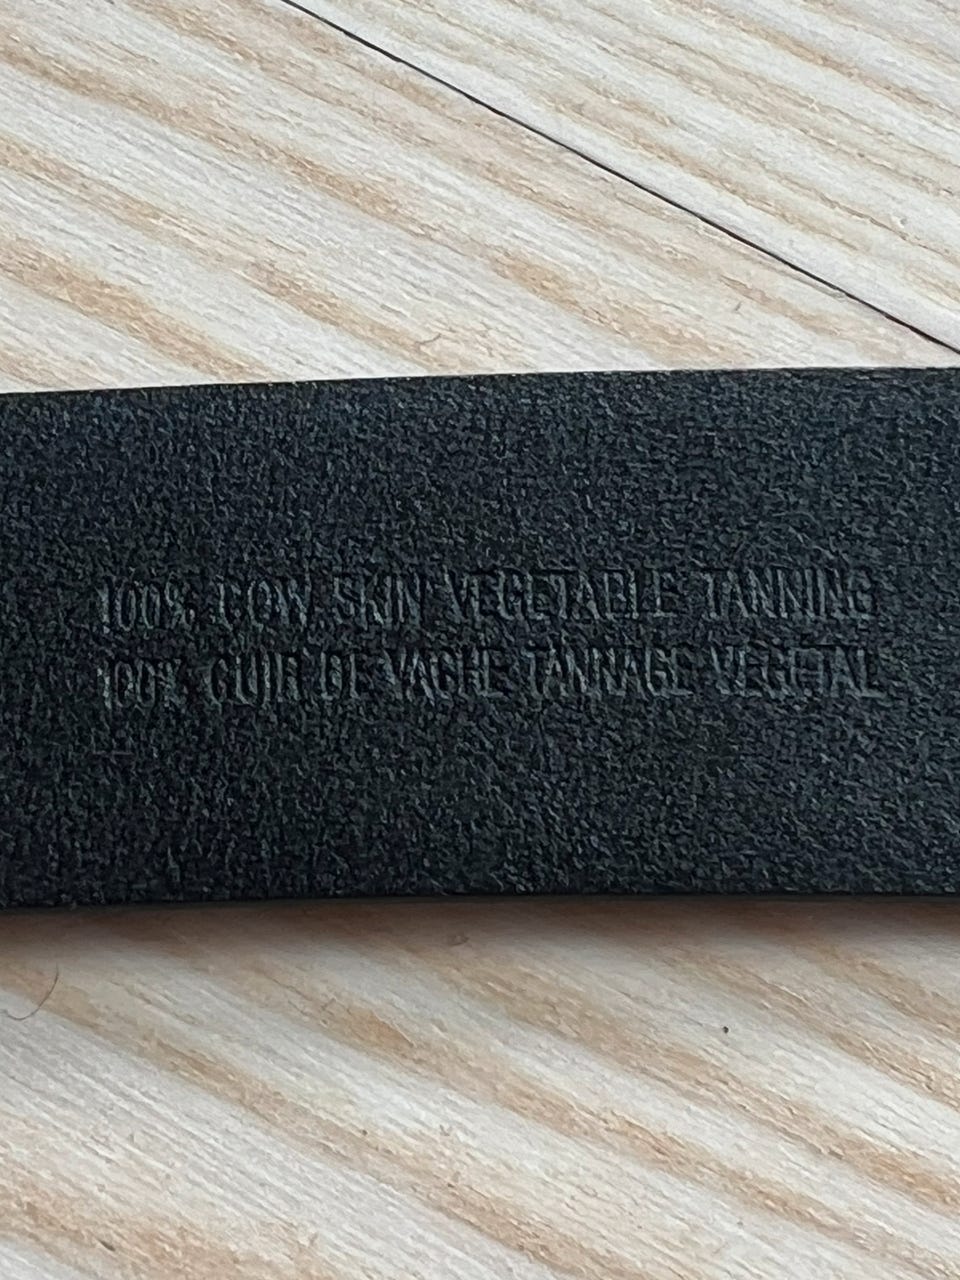 100% COW SKIN VEGETABLE TANNING
100% CUIR DE VACHE TANNAGE VEGETAL